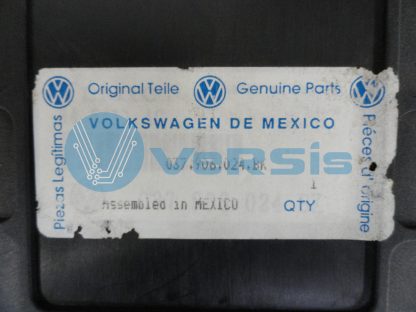 Original Teile Genuine Parts
VOLKSWAGEN DE MEXICO
Piezas Legítimas
Pièces d'origine
VARSIS
037.906.024.BK
1
Assembled in MEXICO QTY